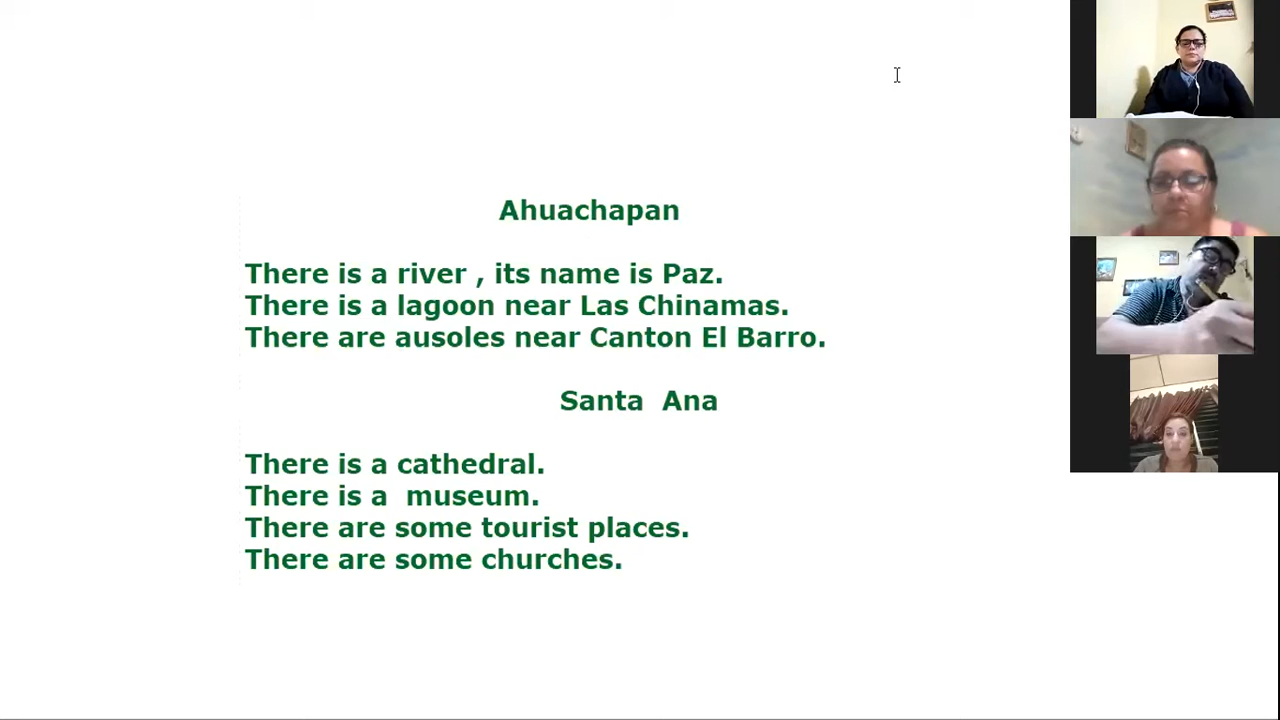 Ahuachapan
There is a river , its name is Paz.
There is a lagoon near Las Chinamas.
There are ausoles near Canton El Barro.
Santa  Ana
There is a cathedral.
There is a  museum.
There are some tourist places.
There are some churches.